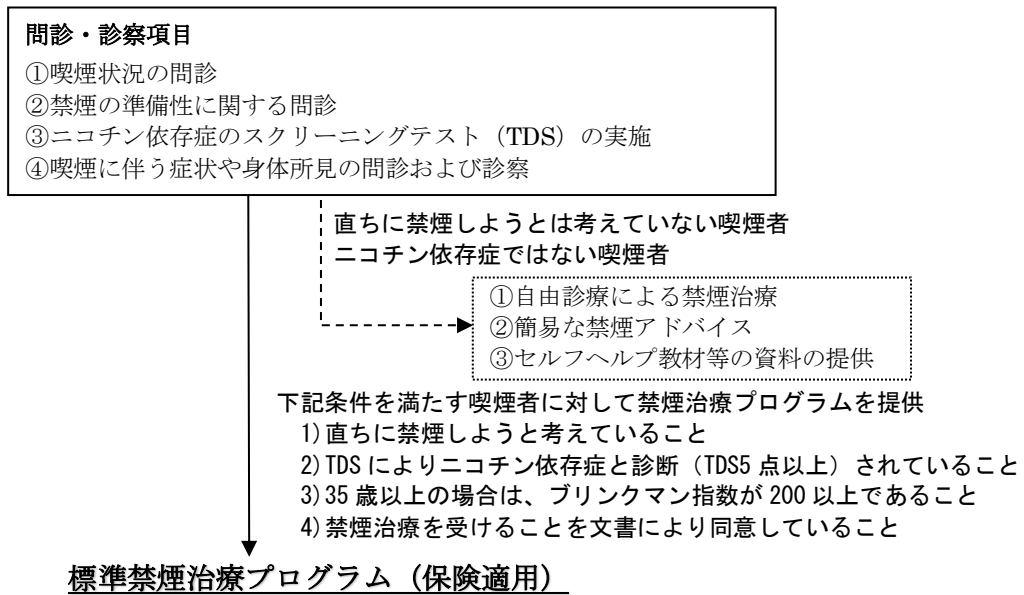 問診・診察項目
①喫煙状況の問診
②禁煙の準備性に関する問診
③ニコチン依存症のスクリーニングテスト（TDS）の実施
④喫煙に伴う症状や身体所見の問診および診察
直ちに禁煙しようとは考えていない喫煙者
ニコチン依存症ではない喫煙者
①自由診療による禁煙治療
②簡易な禁煙アドバイス
③セルフヘルプ教材等の資料の提供
下記条件を満たす喫煙者に対して禁煙治療プログラムを提供
1)直ちに禁煙しようと考えていること
2)TDSによりニコチン依存症と診断（TDS5点以上）されていること
3)35歳以上の場合は、ブリンクマン指数が200以上であること
4)禁煙治療を受けることを文書により同意していること
標準禁煙治療プログラム（保険適用）